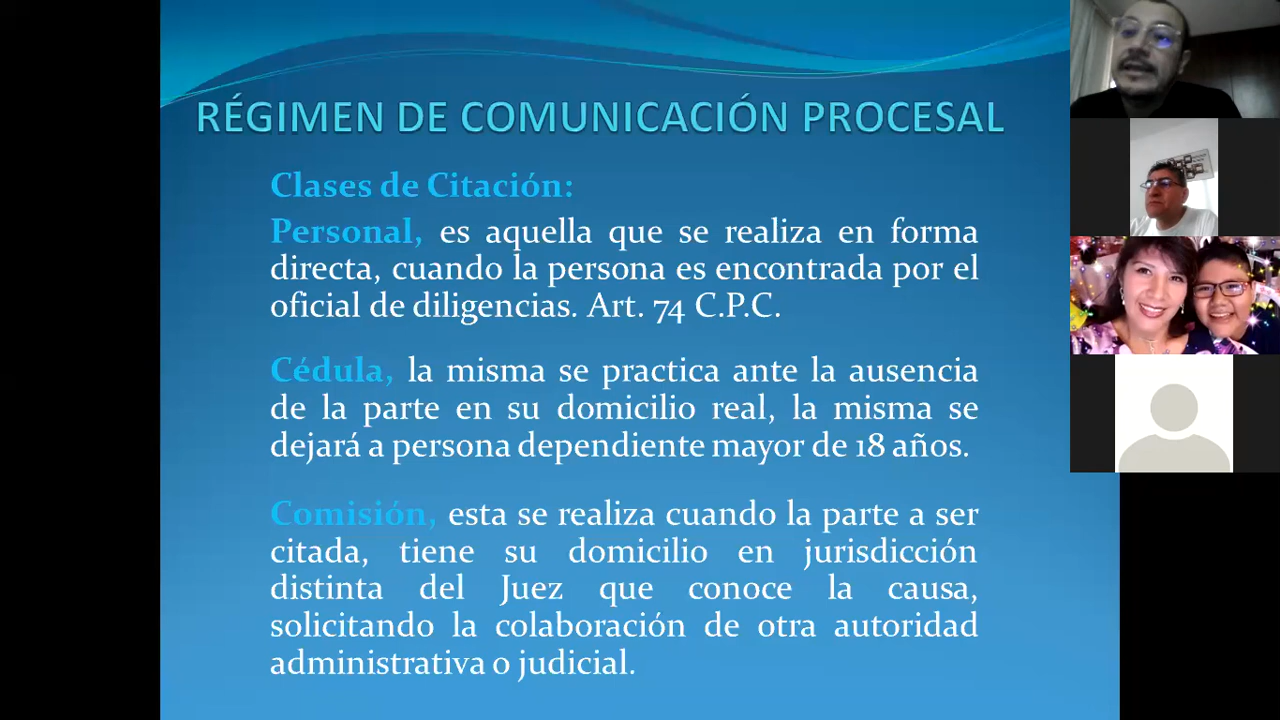 RÉGIMEN DE COMUNICACIÓN PROCESAL
Clases de Citación:
Personal, es aquella que se realiza en forma
directa, cuando la persona es encontrada por el
oficial de diligencias. Art. 74 C.P.C.
Cédula, la misma se practica ante la ausencia
de la parte en su domicilio real, la misma se
dejará a persona dependiente mayor de 18 años.
Comisión, esta se realiza cuando la parte a ser
citada, tiene su domicilio en jurisdicción
distinta del Juez que conoce la causa,
solicitando la colaboración de otra autoridad
administrativa o judicial.